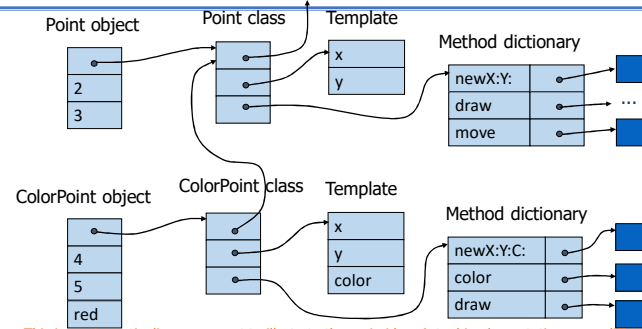 Point object
Point class
Template
Method dictionary
2
3
x
y
newX:Y:
draw
move
...
ColorPoint object
ColorPoint class
Template
Method dictionary
4
5
red
x
y
color
newX:Y:C:
color
draw